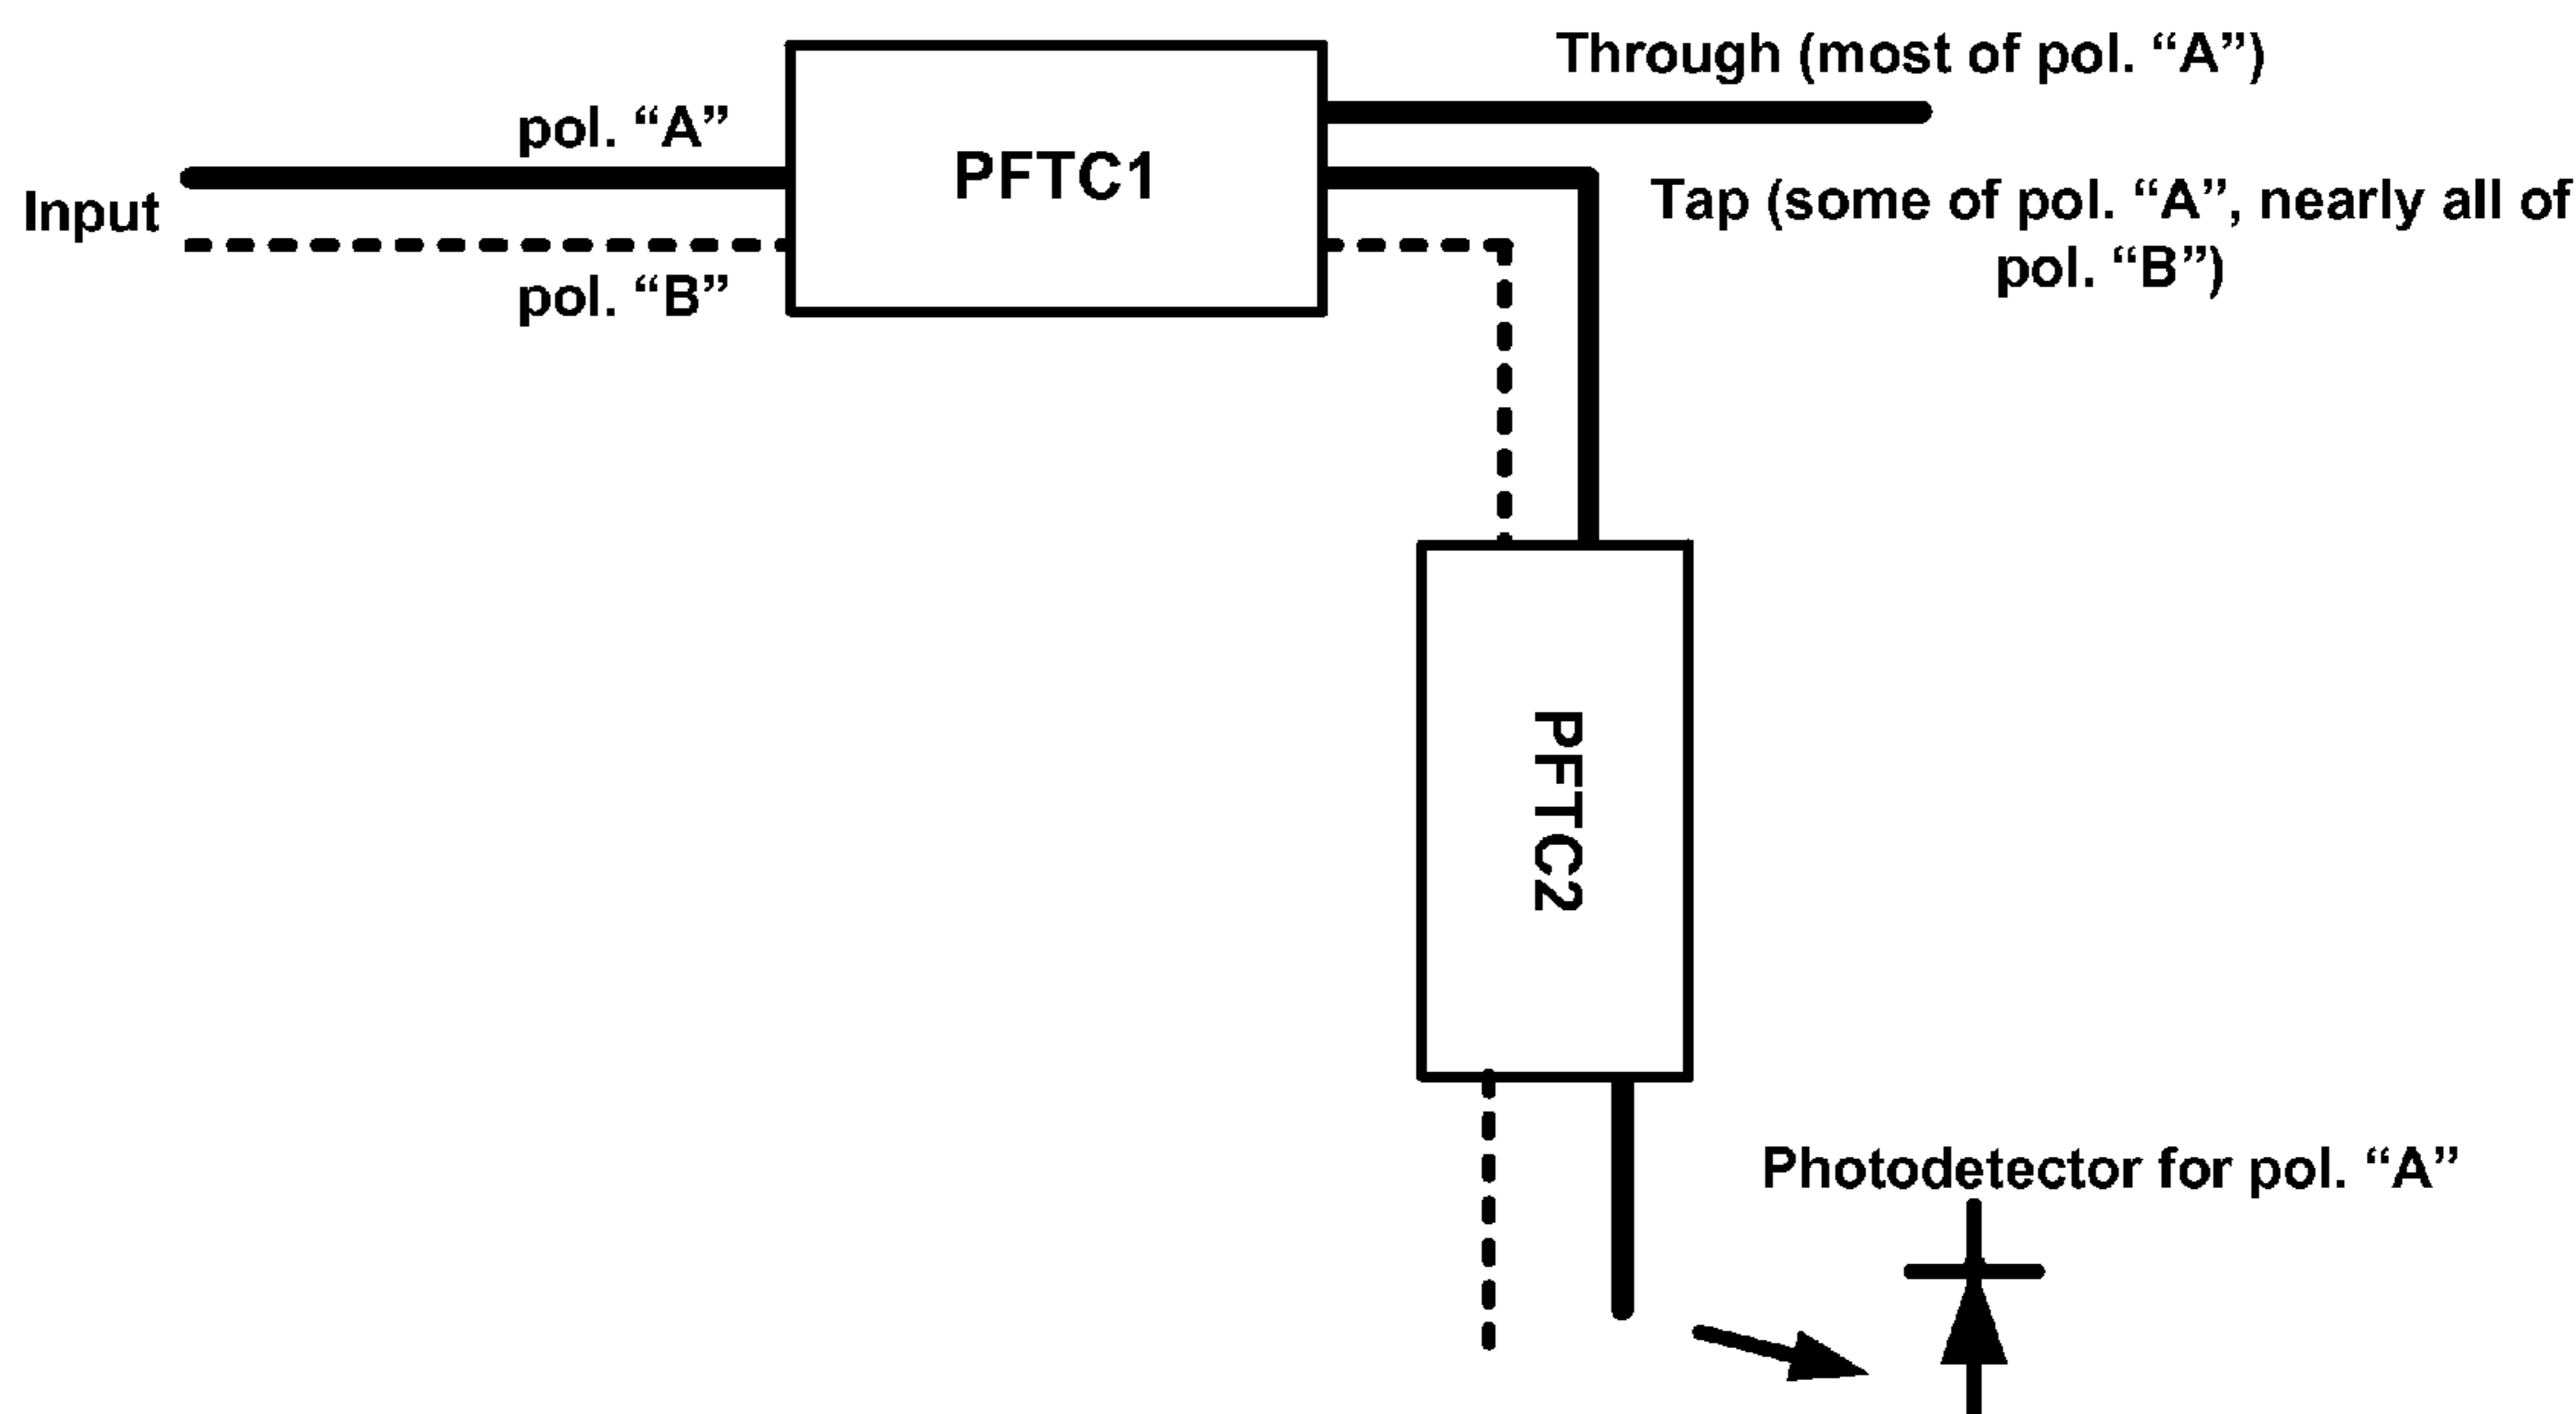 Through (most of pol. “A”)
pol. “A”
PFTC1
Input
Tap (some of pol. “A”, nearly all of
pol. “B”)
pol. “B”
PFTC2
Photodetector for pol. “A”